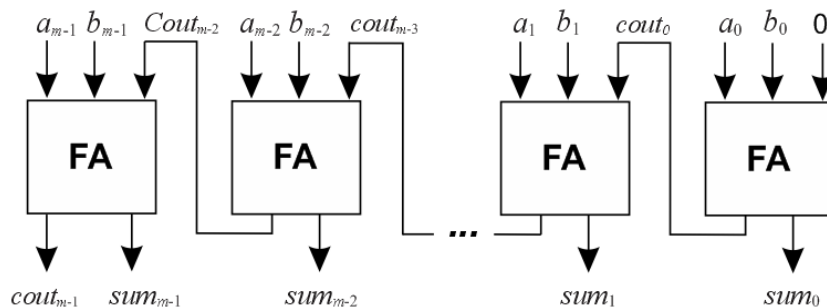 a_{m-1} b_{m-1} Cout_{m-2} a_{m-2} b_{m-2} cout_{m-3} a_1 b_1 cout_0 a_0 b_0 0
FA FA FA FA
...
cout_{m-1} sum_{m-1} sum_{m-2} sum_1 sum_0